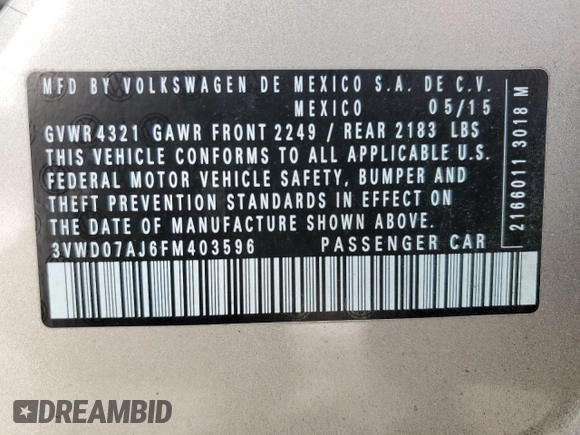 MFD BY VOLKSWAGEN DE MEXICO S.A. DE C.V.
MEXICO 05/15
GVWR 4321 GAWR FRONT 2249 / REAR 2183 LBS
THIS VEHICLE CONFORMS TO ALL APPLICABLE U.S.
FEDERAL MOTOR VEHICLE SAFETY, BUMPER AND
THEFT PREVENTION STANDARDS IN EFFECT ON
THE DATE OF MANUFACTURE SHOWN ABOVE.
3VWD07AJ6FM403596 PASSENGER CAR
21660113018 M
DREAMBID